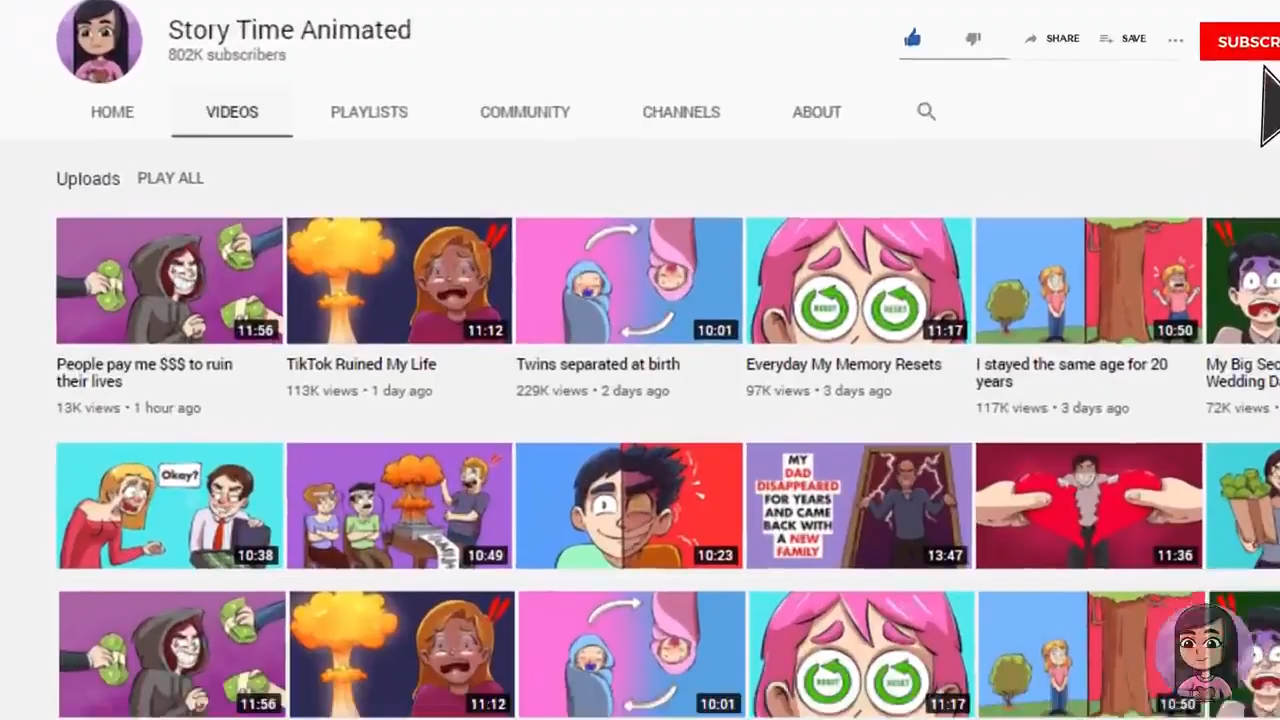 Story Time Animated
802K subscribers
SHARE
SAVE
SUBSCR
HOME
VIDEOS
PLAYLISTS
COMMUNITY
CHANNELS
ABOUT
Uploads
PLAY ALL
11:56
11:12
10:01
RESET
11:17
10:50
People pay me $$$ to ruin
their lives
13K views • 1 hour ago
TikTok Ruined My Life
113K views • 1 day ago
Twins separated at birth
229K views • 2 days ago
Everyday My Memory Resets
97K views • 3 days ago
I stayed the same age for 20
years
117K views • 3 days ago
My Big Sec
Wedding D
72K views •
Okay?
10:38
10:49
10:23
MY
DAD
DISAPPEARED
FOR YEARS
AND CAME
BACK WITH
A NEW
FAMILY
13:47
11:36
11:56
11:12
10:01
RESET
11:17
10:50